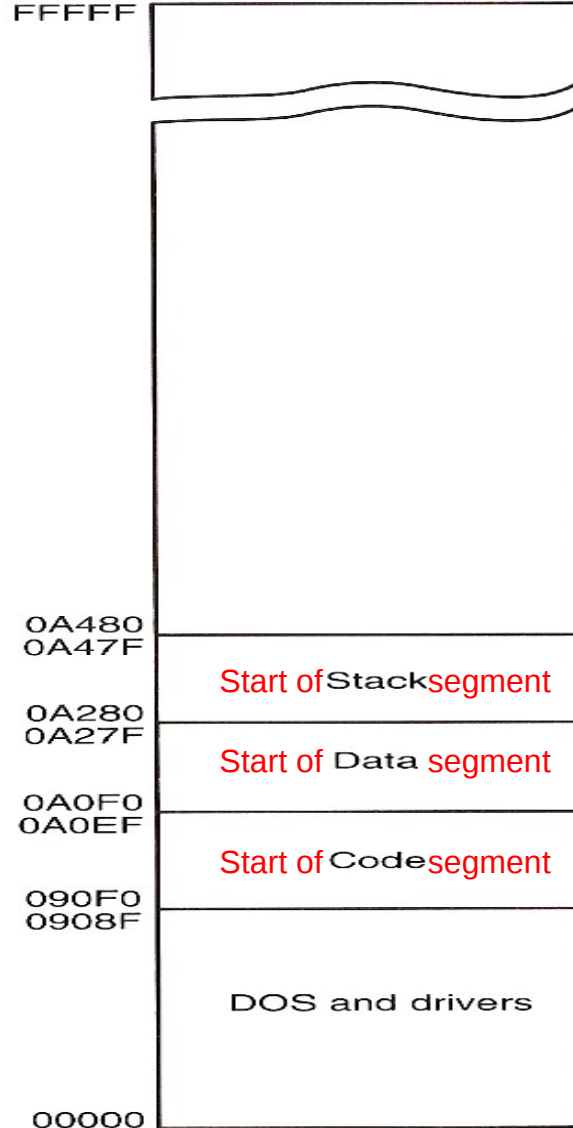 FFFFF
0A480
0A47F
Start of Stack segment
0A280
0A27F
Start of Data segment
0A0F0
0A0EF
Start of Code segment
090F0
0908F
DOS and drivers
00000